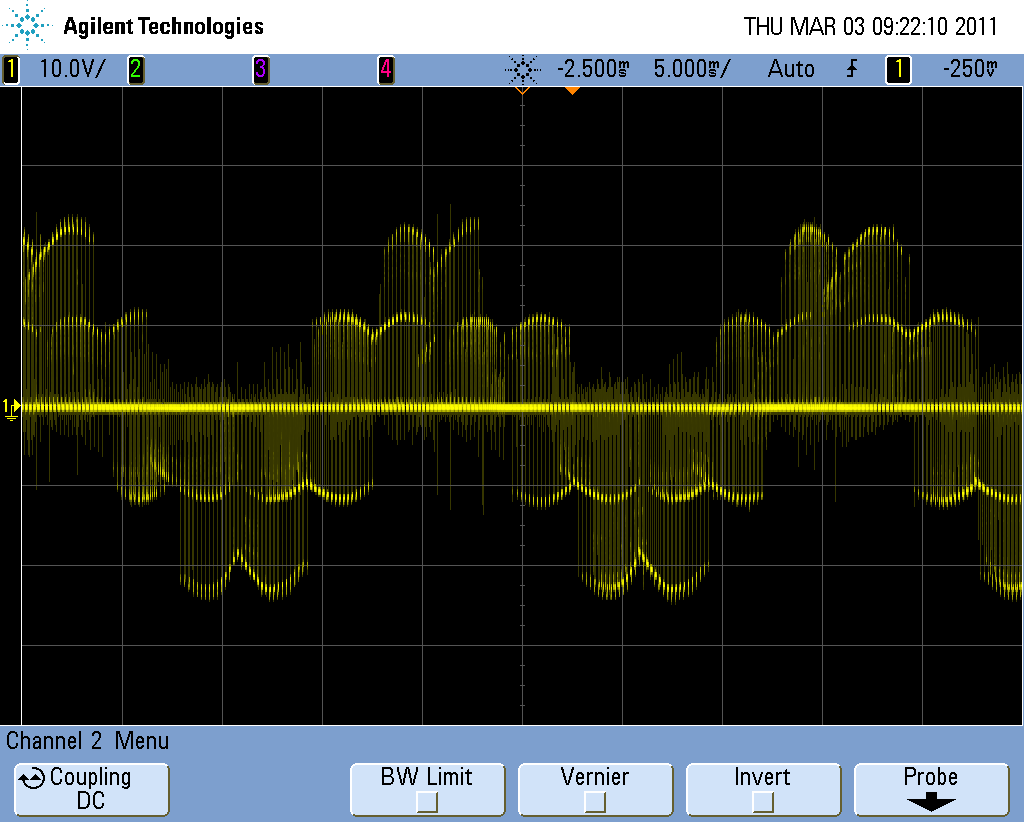 Agilent Technologies THU MAR 03 09:22:10 2011
1 10.0V/ 2 3 4 -2.500ms 5.000ms/ Auto 1 -250mV
1
Channel 2 Menu
Coupling BW Limit Vernier Invert Probe
DC